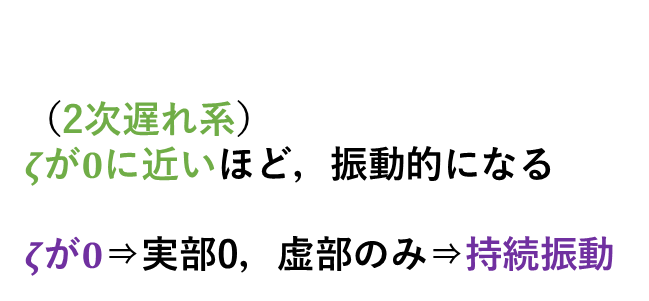 （2次遅れ系）
ζが0に近いほど，振動的になる
ζが0⇒実部0，虚部のみ⇒持続振動